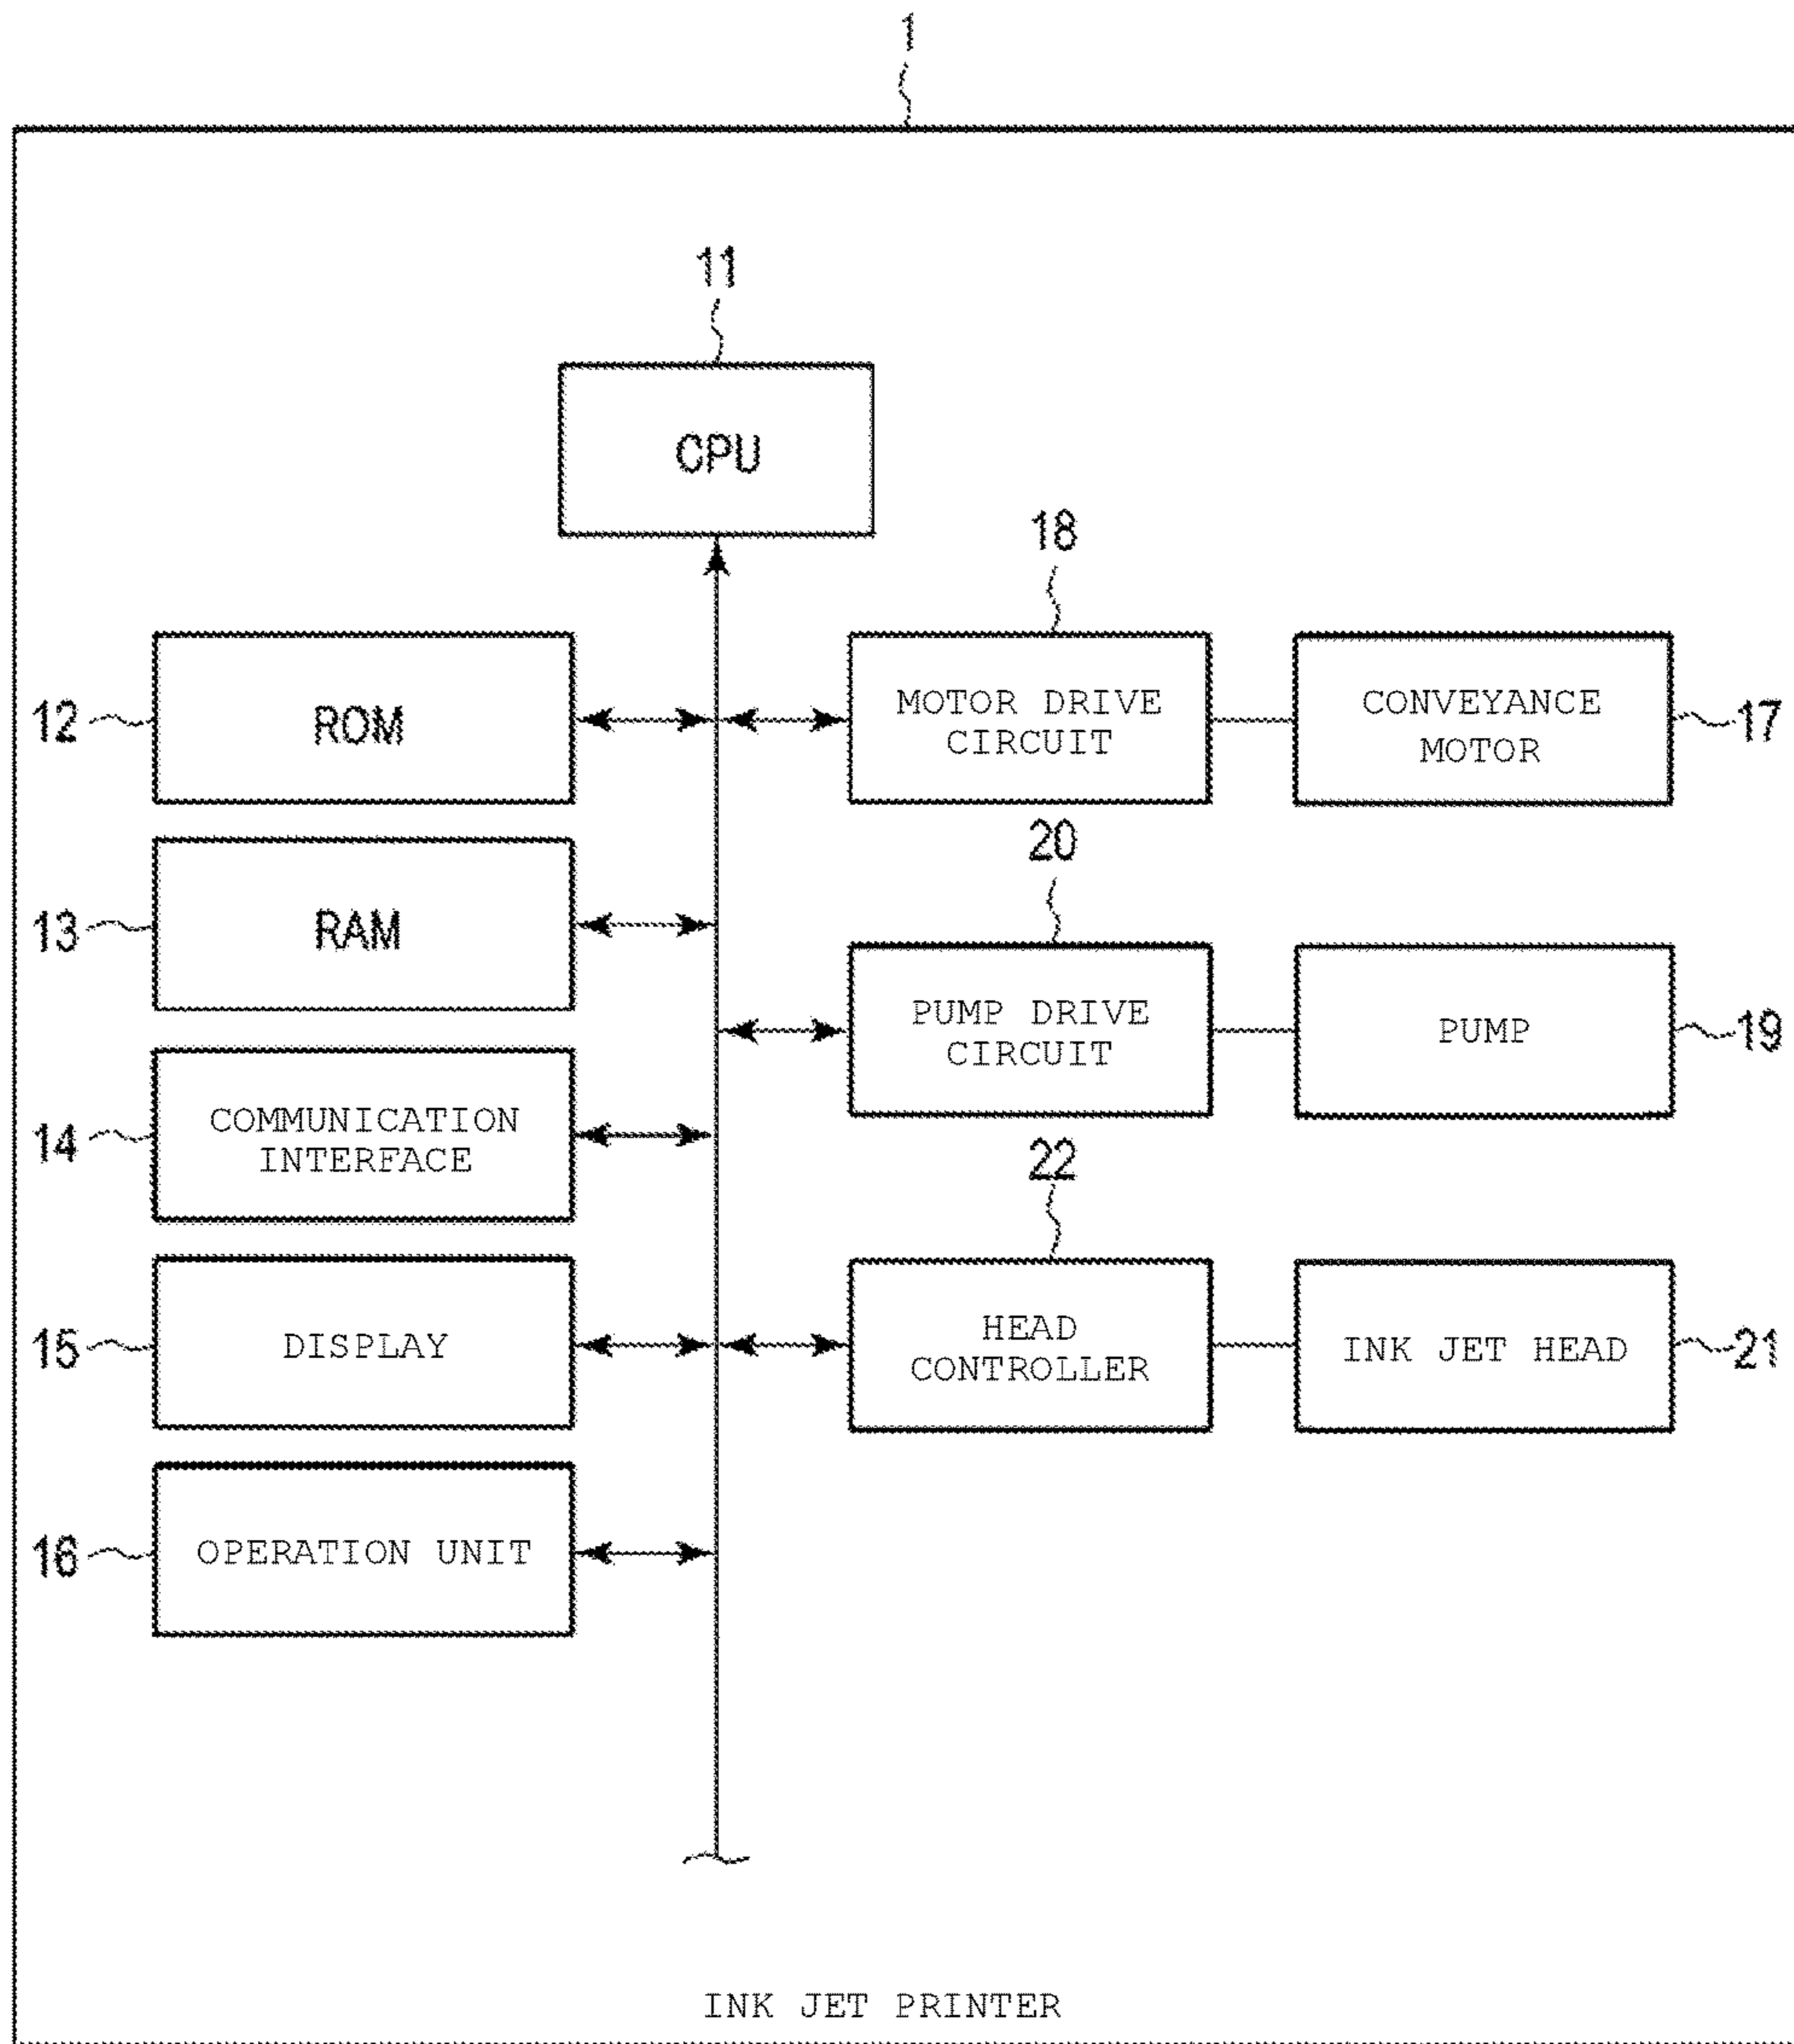 1
11
CPU
18
12
ROM
MOTOR DRIVE
CIRCUIT
CONVEYANCE
MOTOR
17
20
13
RAM
PUMP DRIVE
CIRCUIT
PUMP
19
14
COMMUNICATION
INTERFACE
22
15
DISPLAY
HEAD
CONTROLLER
INK JET HEAD
21
16
OPERATION UNIT
INK JET PRINTER